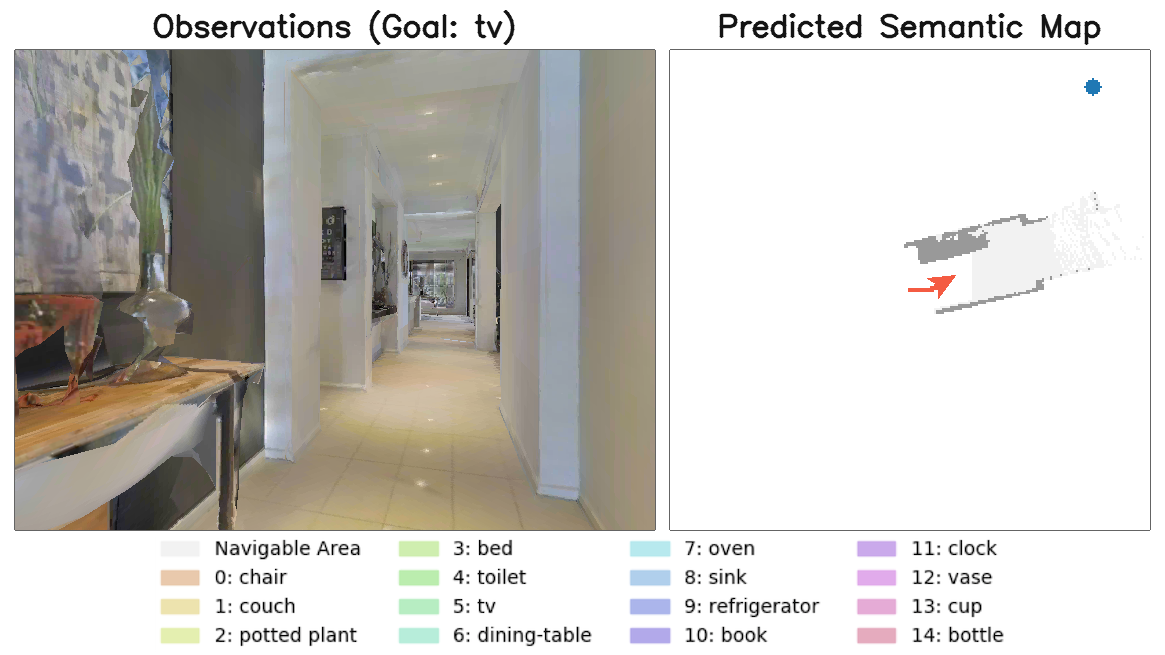 Observations (Goal: tv)
Predicted Semantic Map
Navigable Area
0: chair
1: couch
2: potted plant
3: bed
4: toilet
5: tv
6: dining-table
7: oven
8: sink
9: refrigerator
10: book
11: clock
12: vase
13: cup
14: bottle